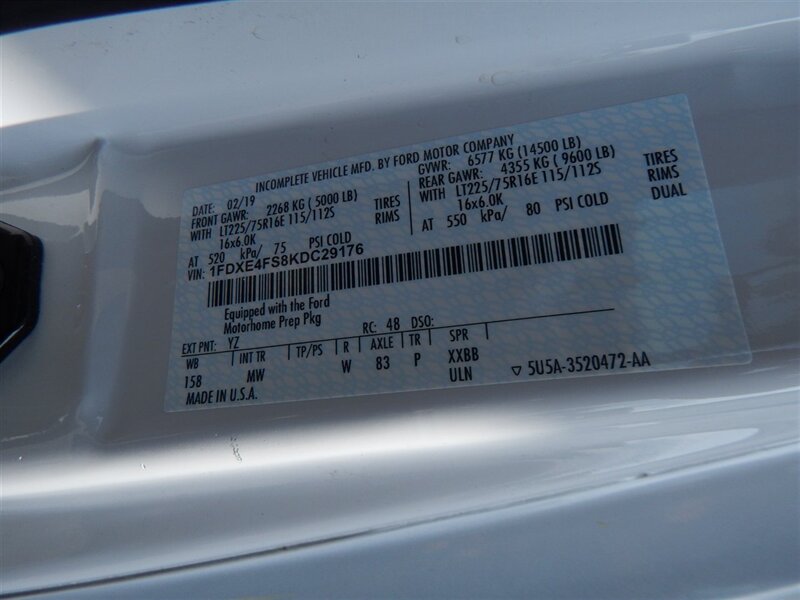 INCOMPLETE VEHICLE MFD. BY FORD MOTOR COMPANY
DATE: 02/19 GVWR: 6577 KG (14500 LB)
FRONT GAWR: 2268 KG (5000 LB) REAR GAWR: 4355 KG (9600 LB)
WITH LT225/75R16E 115/112S TIRES WITH LT225/75R16E 115/112S TIRES
16x6.0K RIMS 16x6.0K RIMS
AT 520 kPa/ 75 PSI COLD AT 550 kPa/ 80 PSI COLD DUAL
VIN: 1FDXE4FS8KDC29176
Equipped with the Ford
Motorhome Prep Pkg
EXT PNT: YZ RC: 48 DSO:
WB INT TR TP/PS R AXLE TR SPR
158 MW W 83 P XXBB
ULN
MADE IN U.S.A. ▽ 5U5A-3520472-AA